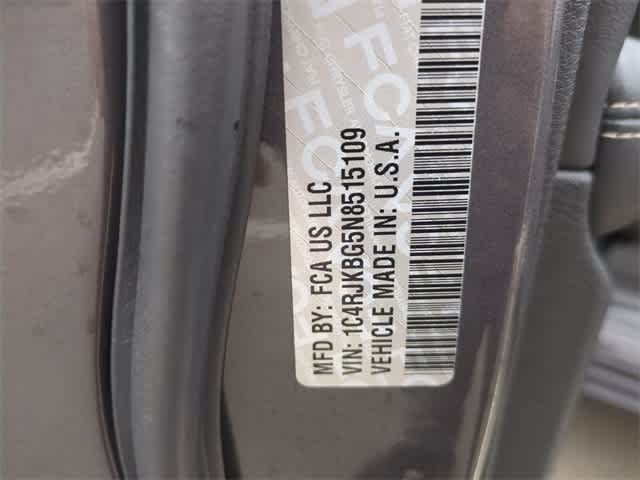 MFD BY: FCA US LLC
VIN: 1C4RJKBG5N8515109
VEHICLE MADE IN: U.S.A.